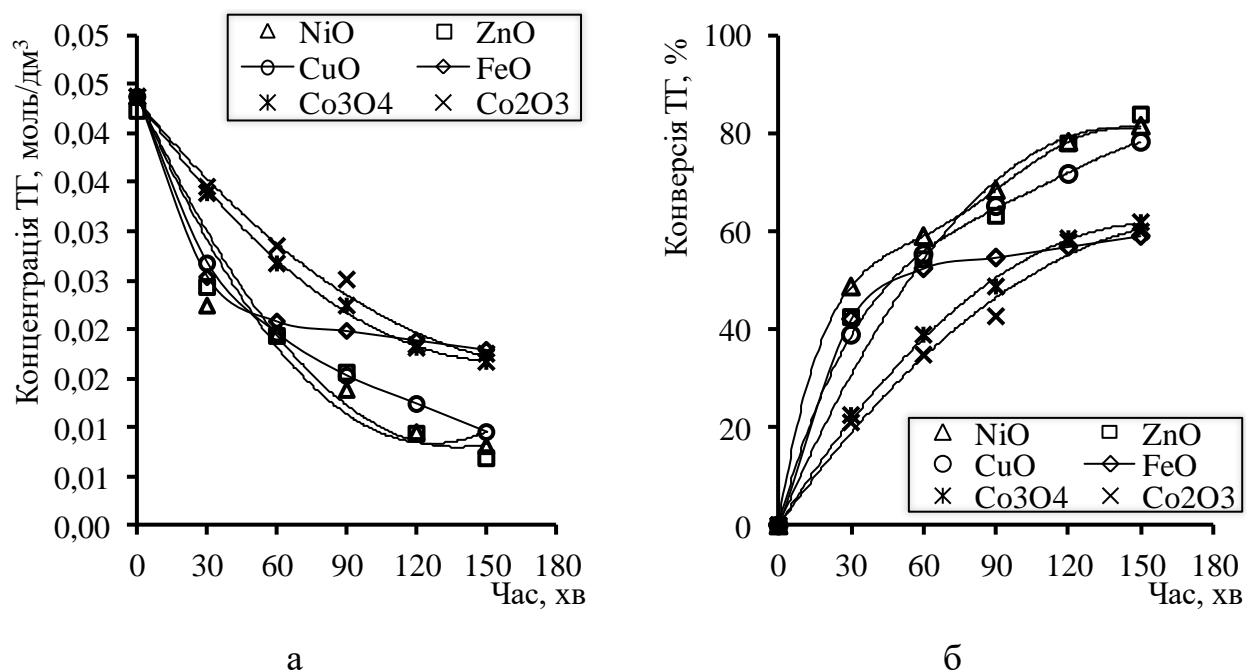 Концентрація ТГ, моль/дм³
0,05
0,05
0,04
0,04
0,03
0,03
0,02
0,02
0,01
0,01
0,00
0 30 60 90 120 150 180
Час, хв
NiO ZnO
CuO FeO
Co3O4 Co2O3
а
Конверсія ТГ, %
100
80
60
40
20
0
0 30 60 90 120 150 180
Час, хв
NiO ZnO
CuO FeO
Co3O4 Co2O3
б